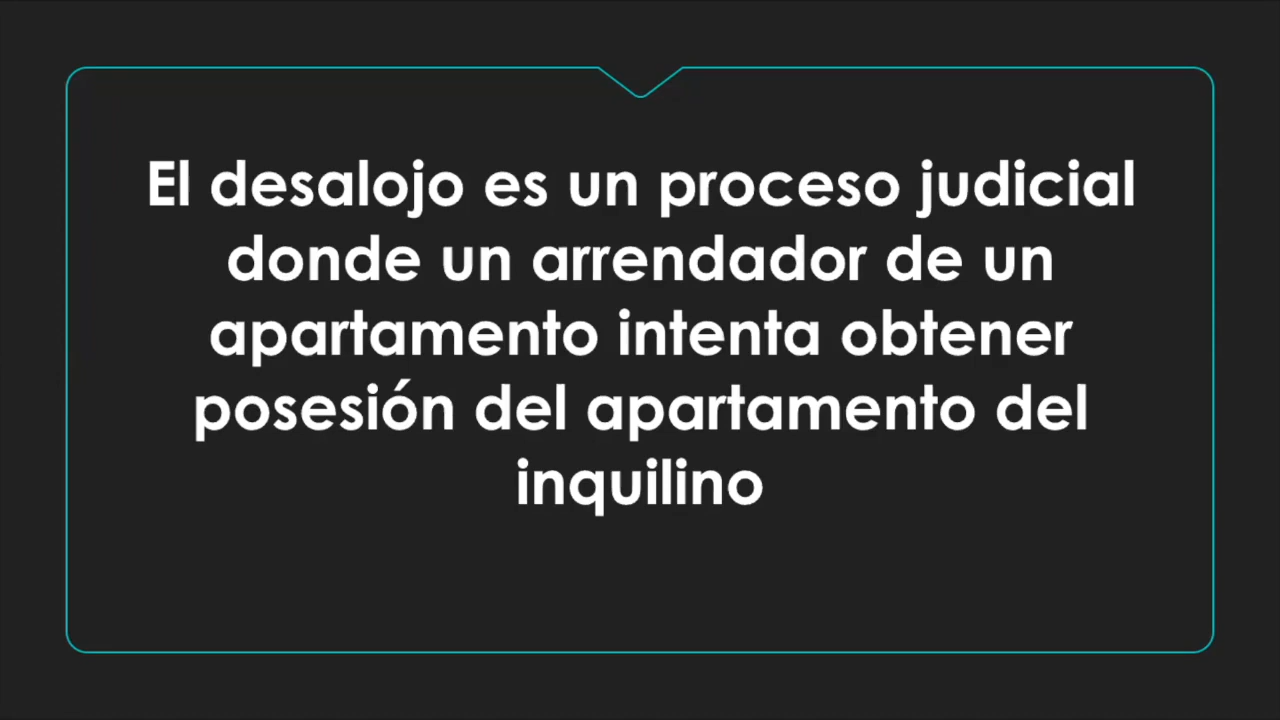 El desalojo es un proceso judicial
donde un arrendador de un
apartamento intenta obtener
posesión del apartamento del
inquilino